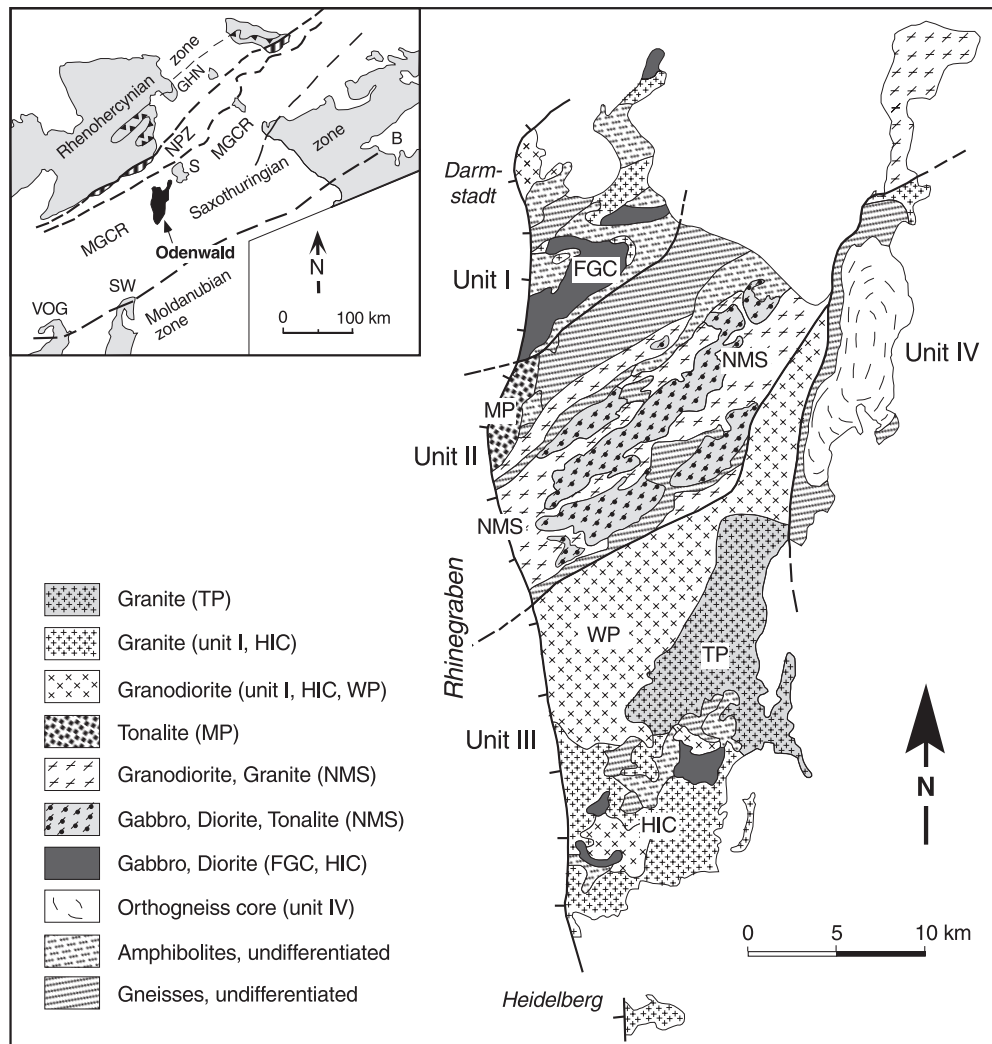 Rhenohercynian zone
GHN
NPZ
S
MGCR
MGCR
Saxothuringian zone
B
Odenwald
N
0 100 km
SW
VOG
Moldanubian
zone
Darm-
stadt
Unit I
FGC
NMS
Unit IV
MP
Unit II
NMS
Rhinegraben
WP
TP
Unit III
HIC
N
0 5 10 km
Heidelberg
Granite (TP)
Granite (unit I, HIC)
Granodiorite (unit I, HIC, WP)
Tonalite (MP)
Granodiorite, Granite (NMS)
Gabbro, Diorite, Tonalite (NMS)
Gabbro, Diorite (FGC, HIC)
Orthogneiss core (unit IV)
Amphibolites, undifferentiated
Gneisses, undifferentiated